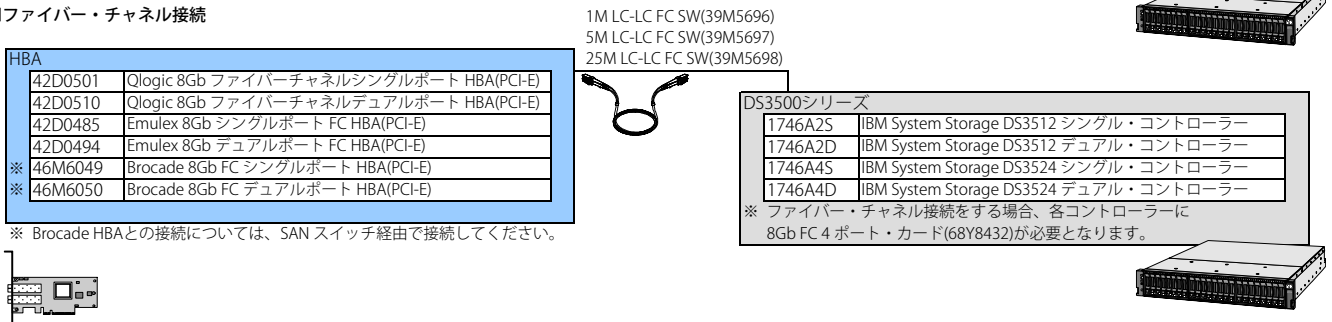 ファイバー・チャネル接続
1M LC-LC FC SW(39M5696)
5M LC-LC FC SW(39M5697)
25M LC-LC FC SW(39M5698)
HBA
42D0501 Qlogic 8Gb ファイバーチャネルシングルポート HBA(PCI-E)
42D0510 Qlogic 8Gb ファイバーチャネルデュアルポート HBA(PCI-E)
42D0485 Emulex 8Gb シングルポート FC HBA(PCI-E)
42D0494 Emulex 8Gb デュアルポート FC HBA(PCI-E)
※ 46M6049 Brocade 8Gb FC シングルポート HBA(PCI-E)
※ 46M6050 Brocade 8Gb FC デュアルポート HBA(PCI-E)
※ Brocade HBAとの接続については、SAN スイッチ経由で接続してください。
DS3500シリーズ
1746A2S IBM System Storage DS3512 シングル・コントローラー
1746A2D IBM System Storage DS3512 デュアル・コントローラー
1746A4S IBM System Storage DS3524 シングル・コントローラー
1746A4D IBM System Storage DS3524 デュアル・コントローラー
※ ファイバー・チャネル接続をする場合、各コントローラーに
8Gb FC 4 ポート・カード(68Y8432)が必要となります。